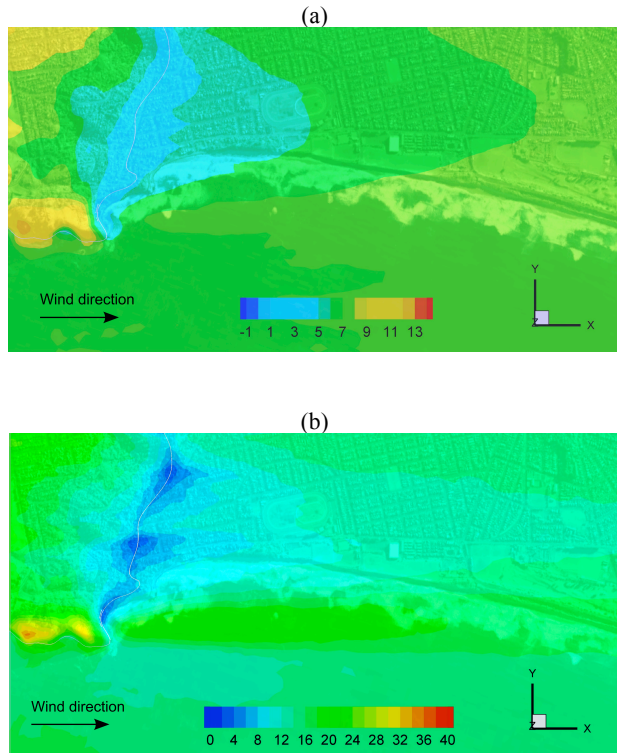 (a)
Wind direction
-1 1 3 5 7 9 11 13
Y
Z X
(b)
Wind direction
0 4 8 12 16 20 24 28 32 36 40
Y
Z X